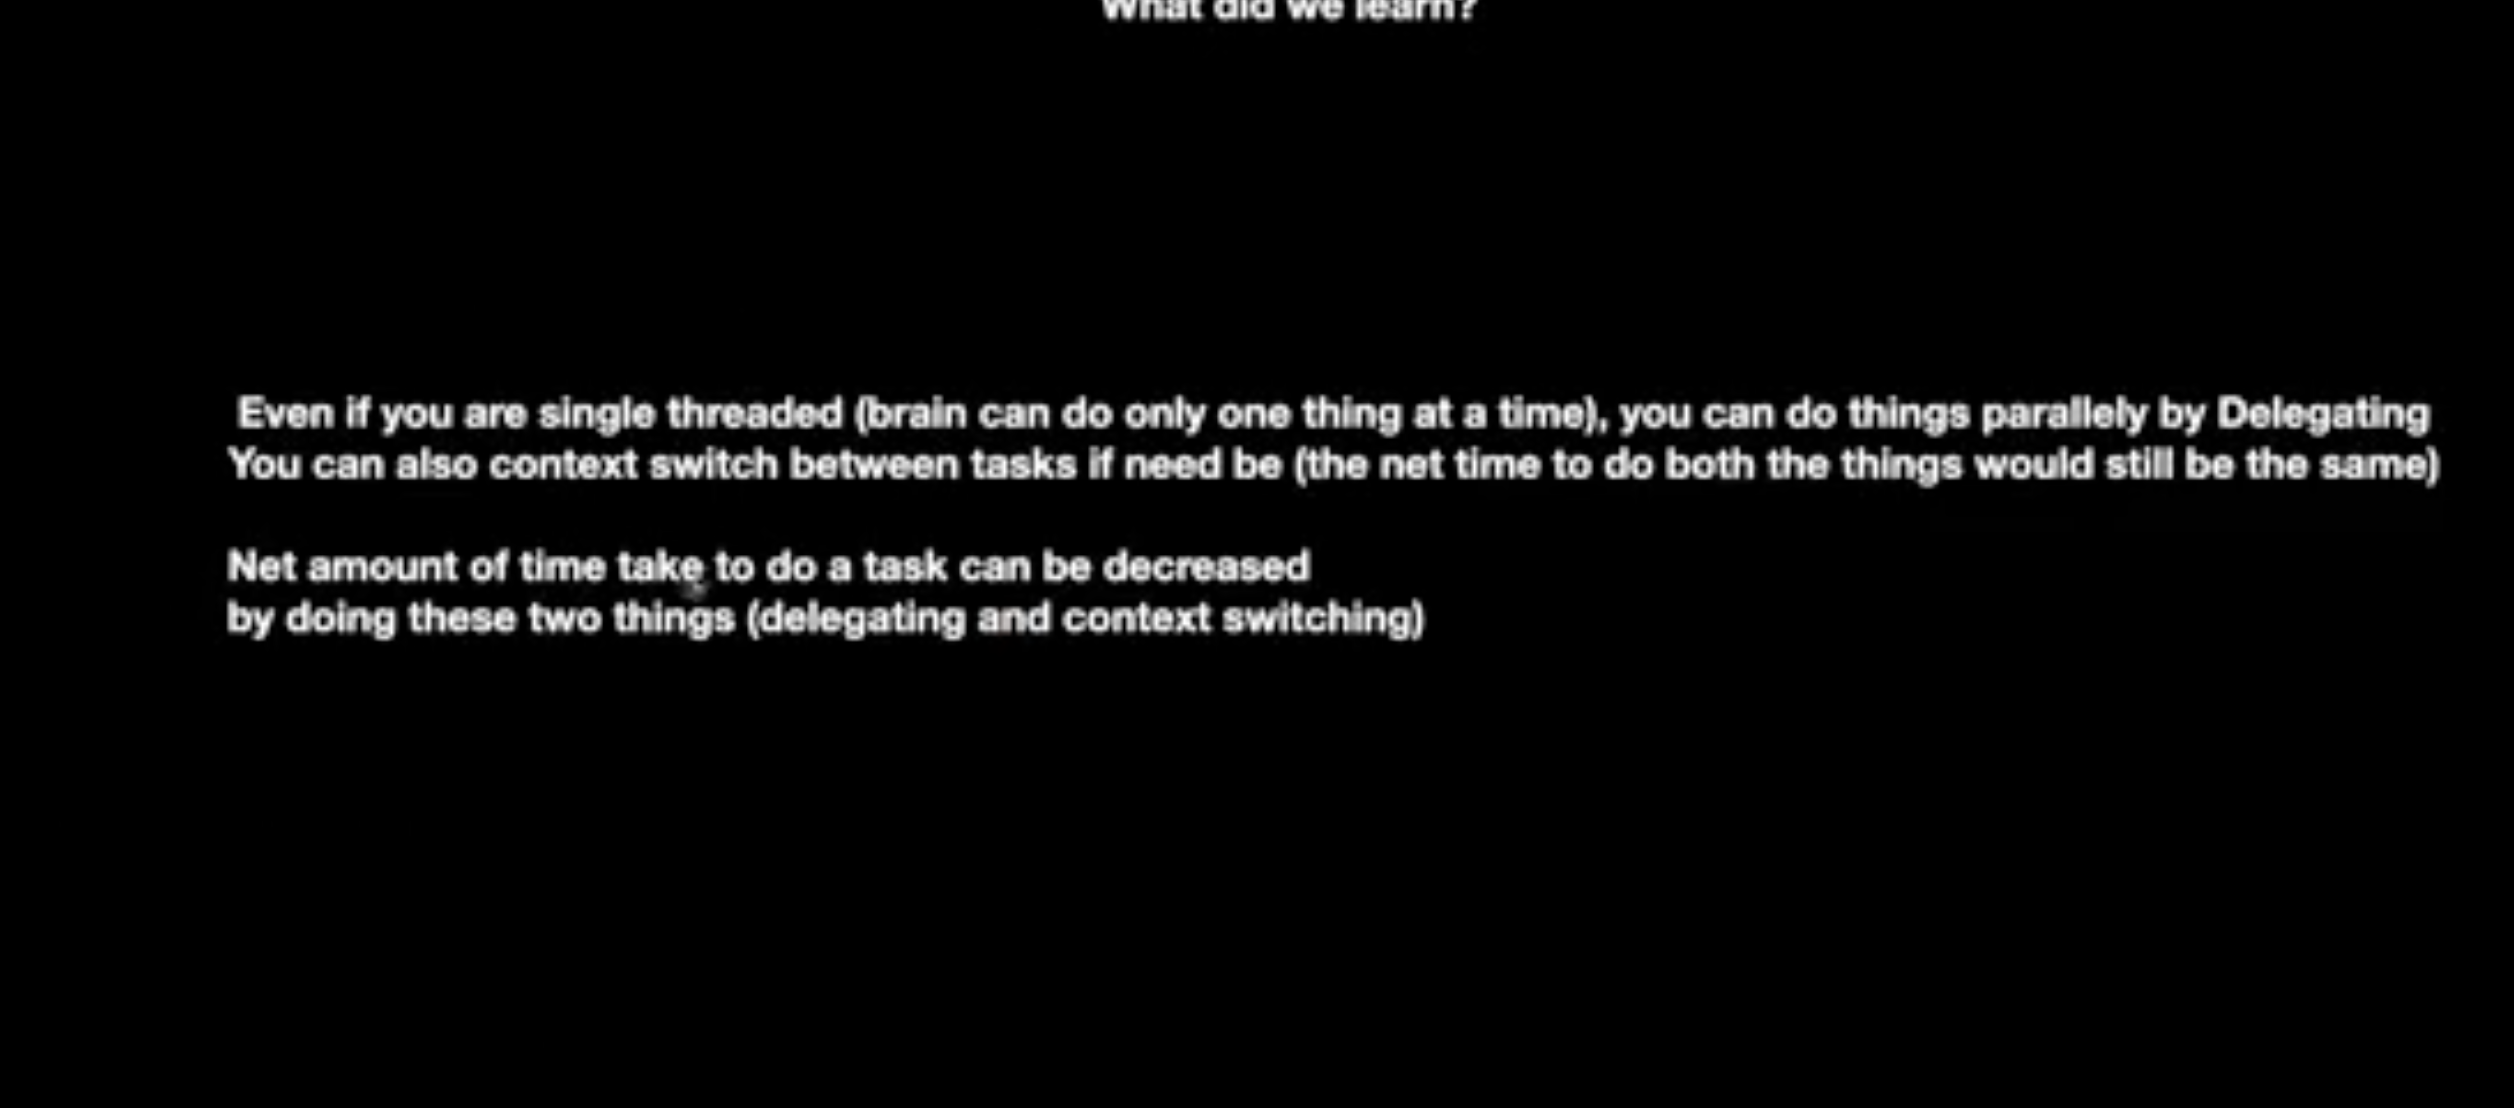 What did we learn?
Even if you are single threaded (brain can do only one thing at a time), you can do things parallely by Delegating
You can also context switch between tasks if need be (the net time to do both the things would still be the same)
Net amount of time take to do a task can be decreased
by doing these two things (delegating and context switching)